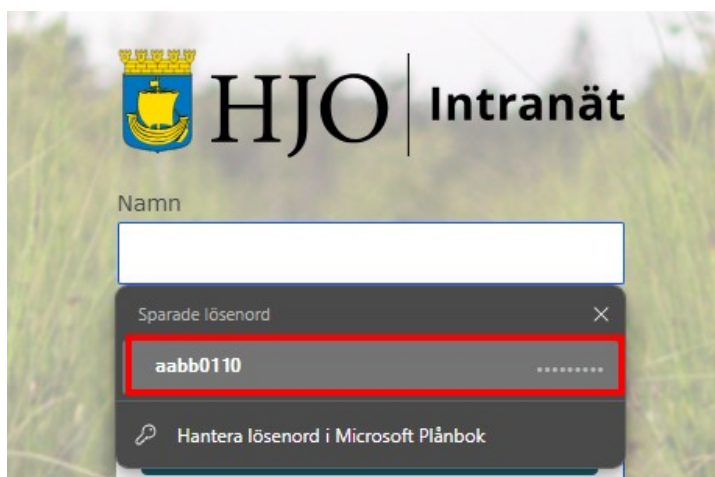 HJO Intranät
Namn
Sparade lösenord
aabb0110 •••••••••
Hantera lösenord i Microsoft Plånbok